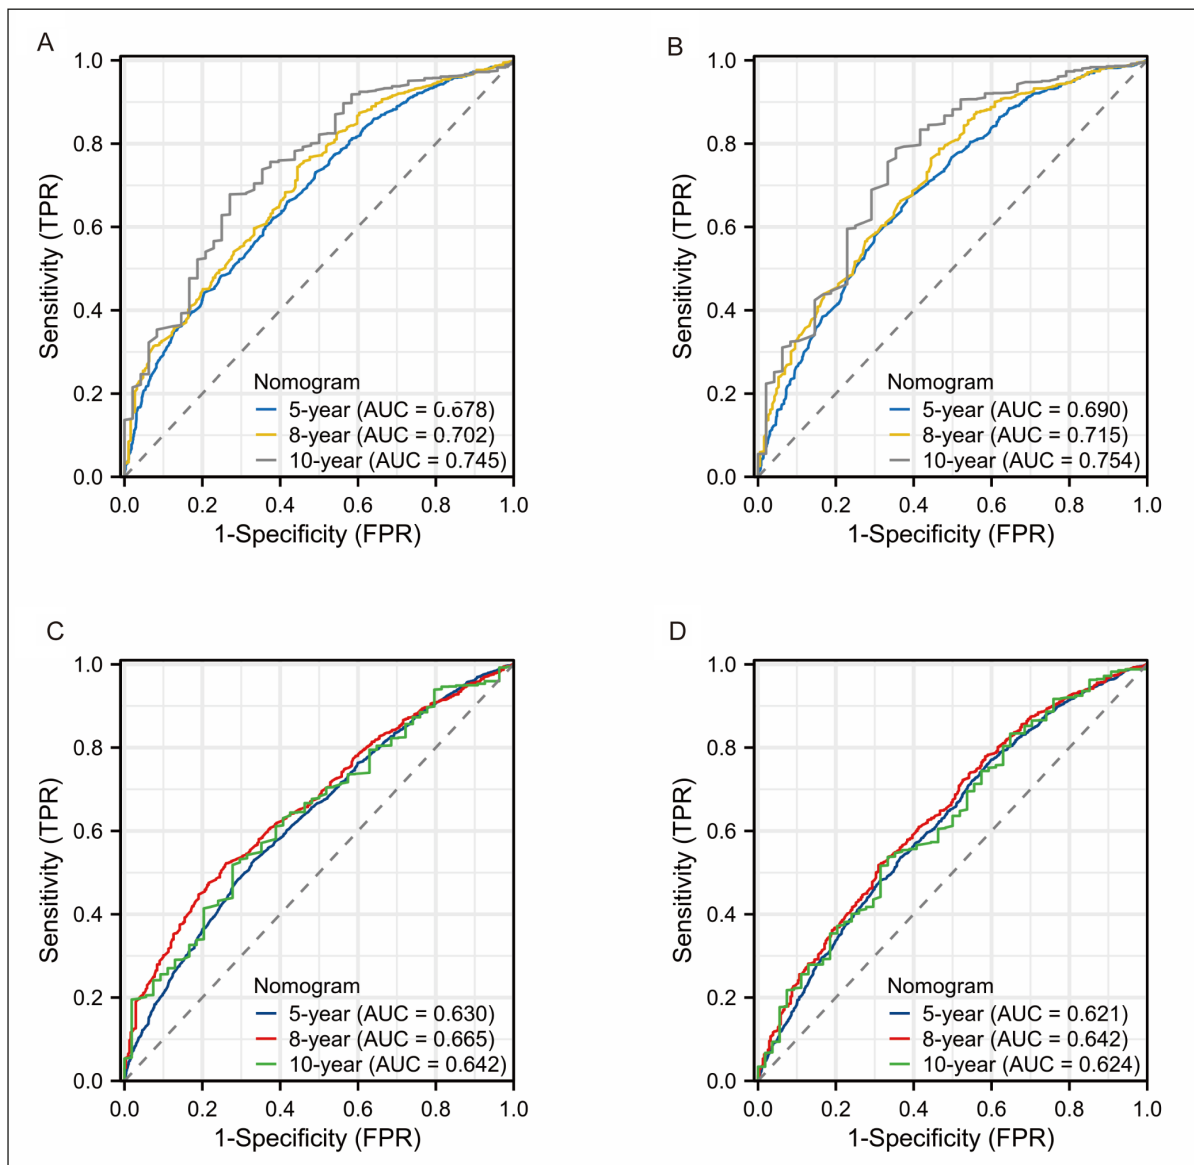 A
1.0
0.8
0.6
0.4
0.2
0.0
Sensitivity (TPR)
Nomogram
5-year (AUC = 0.678)
8-year (AUC = 0.702)
10-year (AUC = 0.745)
0.0 0.2 0.4 0.6 0.8 1.0
1-Specificity (FPR)
B
1.0
0.8
0.6
0.4
0.2
0.0
Sensitivity (TPR)
Nomogram
5-year (AUC = 0.690)
8-year (AUC = 0.715)
10-year (AUC = 0.754)
0.0 0.2 0.4 0.6 0.8 1.0
1-Specificity (FPR)
C
1.0
0.8
0.6
0.4
0.2
0.0
Sensitivity (TPR)
Nomogram
5-year (AUC = 0.630)
8-year (AUC = 0.665)
10-year (AUC = 0.642)
0.0 0.2 0.4 0.6 0.8 1.0
1-Specificity (FPR)
D
1.0
0.8
0.6
0.4
0.2
0.0
Sensitivity (TPR)
Nomogram
5-year (AUC = 0.621)
8-year (AUC = 0.642)
10-year (AUC = 0.624)
0.0 0.2 0.4 0.6 0.8 1.0
1-Specificity (FPR)